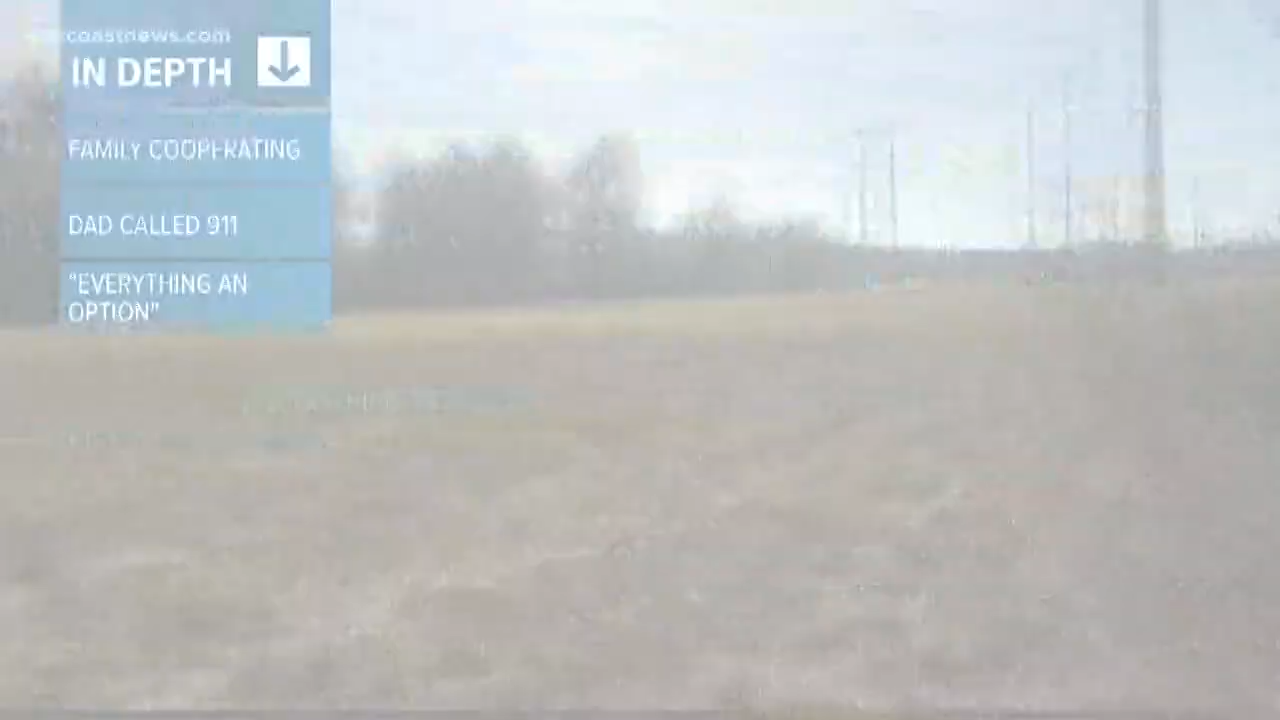 coastnews.com
IN DEPTH
FAMILY COOPERATING
DAD CALLED 911
"EVERYTHING AN
OPTION"